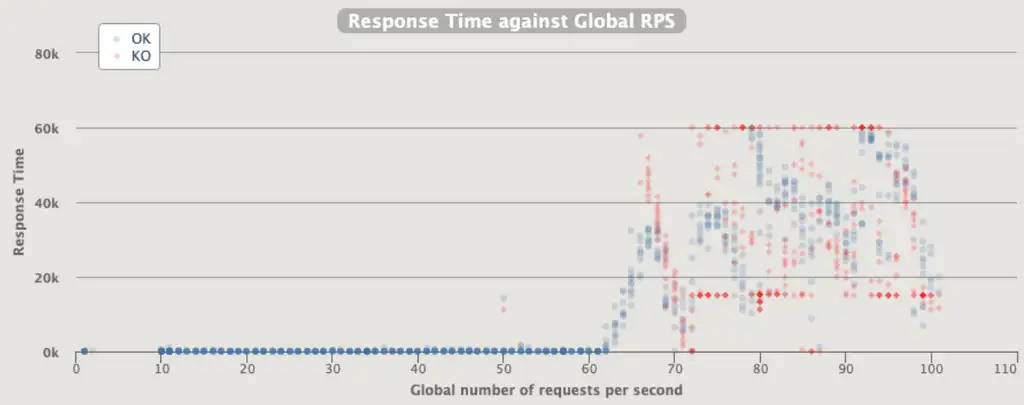 Response Time against Global RPS
OK
KO
80k
60k
40k
20k
0k
Response Time
0 10 20 30 40 50 60 70 80 90 100 110
Global number of requests per second